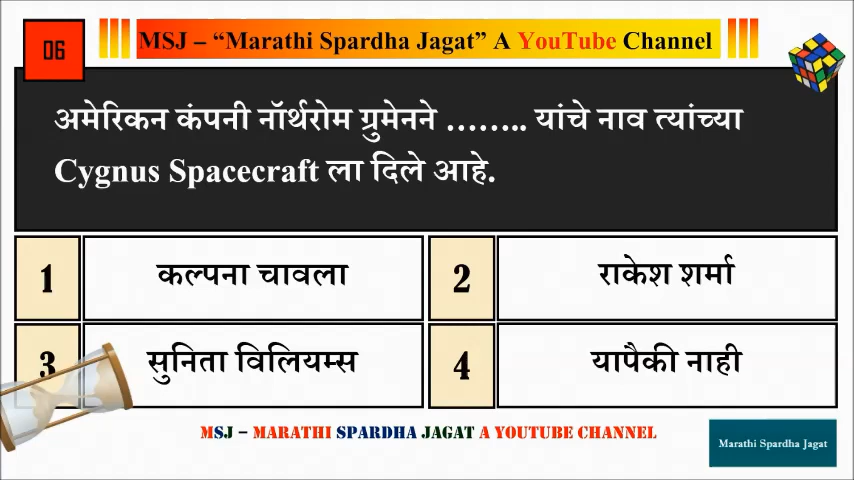 06
MSJ – “Marathi Spardha Jagat” A YouTube Channel
अमेरिकन कंपनी नॉर्थरोम ग्रुमेनने …….. यांचे नाव त्यांच्या
Cygnus Spacecraft ला दिले आहे.
1 कल्पना चावला
2 राकेश शर्मा
3 सुनिता विलियम्स
4 यापैकी नाही
MSJ – MARATHI SPARDHA JAGAT A YOUTUBE CHANNEL
Marathi Spardha Jagat